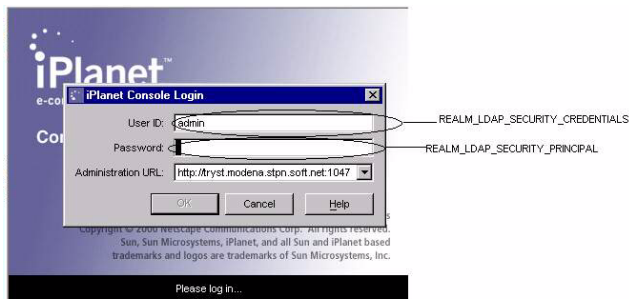 iPlanet™
e-co
Co
iPlanet Console Login
User ID: admin
REALM_LDAP_SECURITY_CREDENTIALS
Password:
REALM_LDAP_SECURITY_PRINCIPAL
Administration URL: http://tryst.modena.stpn.soft.net:1047
OK Cancel Help
Copyright © 2000 Netscape Communications Corp. All rights reserved.
Sun, Sun Microsystems, iPlanet, and all Sun and iPlanet based
trademarks and logos are trademarks of Sun Microsystems, Inc.
Please log in...